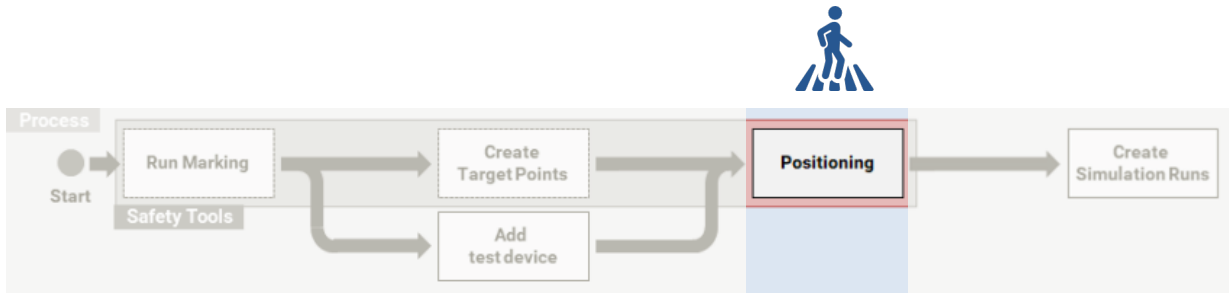 Process
Start
Run Marking
Safety Tools
Create
Target Points
Add
test device
Positioning
Create
Simulation Runs